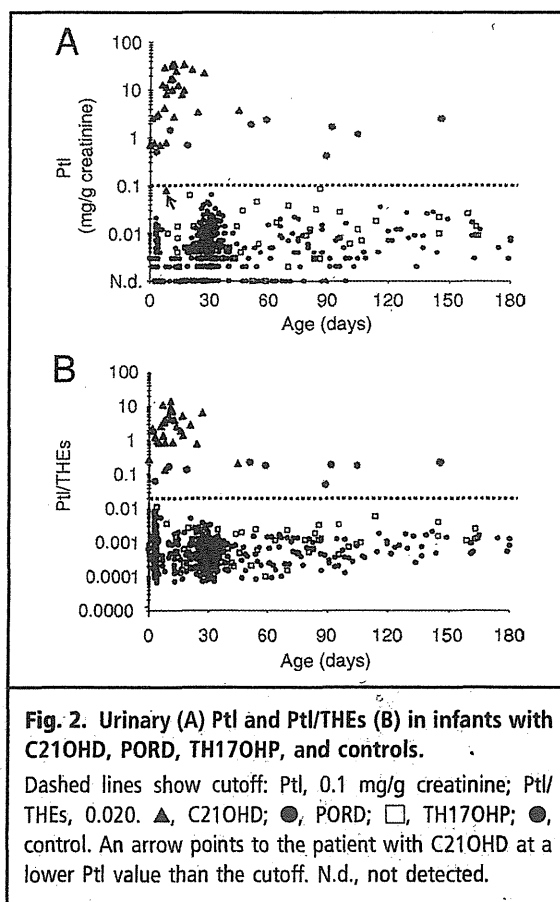 A
100
10
1
0.1
0.01
N.d.
Ptl
(mg/g creatinine)
0 30 60 90 120 150 180
Age (days)
B
100
10
1
0.1
0.01
0.001
0.0001
0.0000
Ptl/THEs
0 30 60 90 120 150 180
Age (days)
Fig. 2. Urinary (A) Ptl and Ptl/THEs (B) in infants with
C21OHD, PORD, TH17OHP, and controls.
Dashed lines show cutoff: Ptl, 0.1 mg/g creatinine; Ptl/
THEs, 0.020. ▲, C21OHD; ●, PORD; □, TH17OHP; ●,
control. An arrow points to the patient with C21OHD at a
lower Ptl value than the cutoff. N.d., not detected.